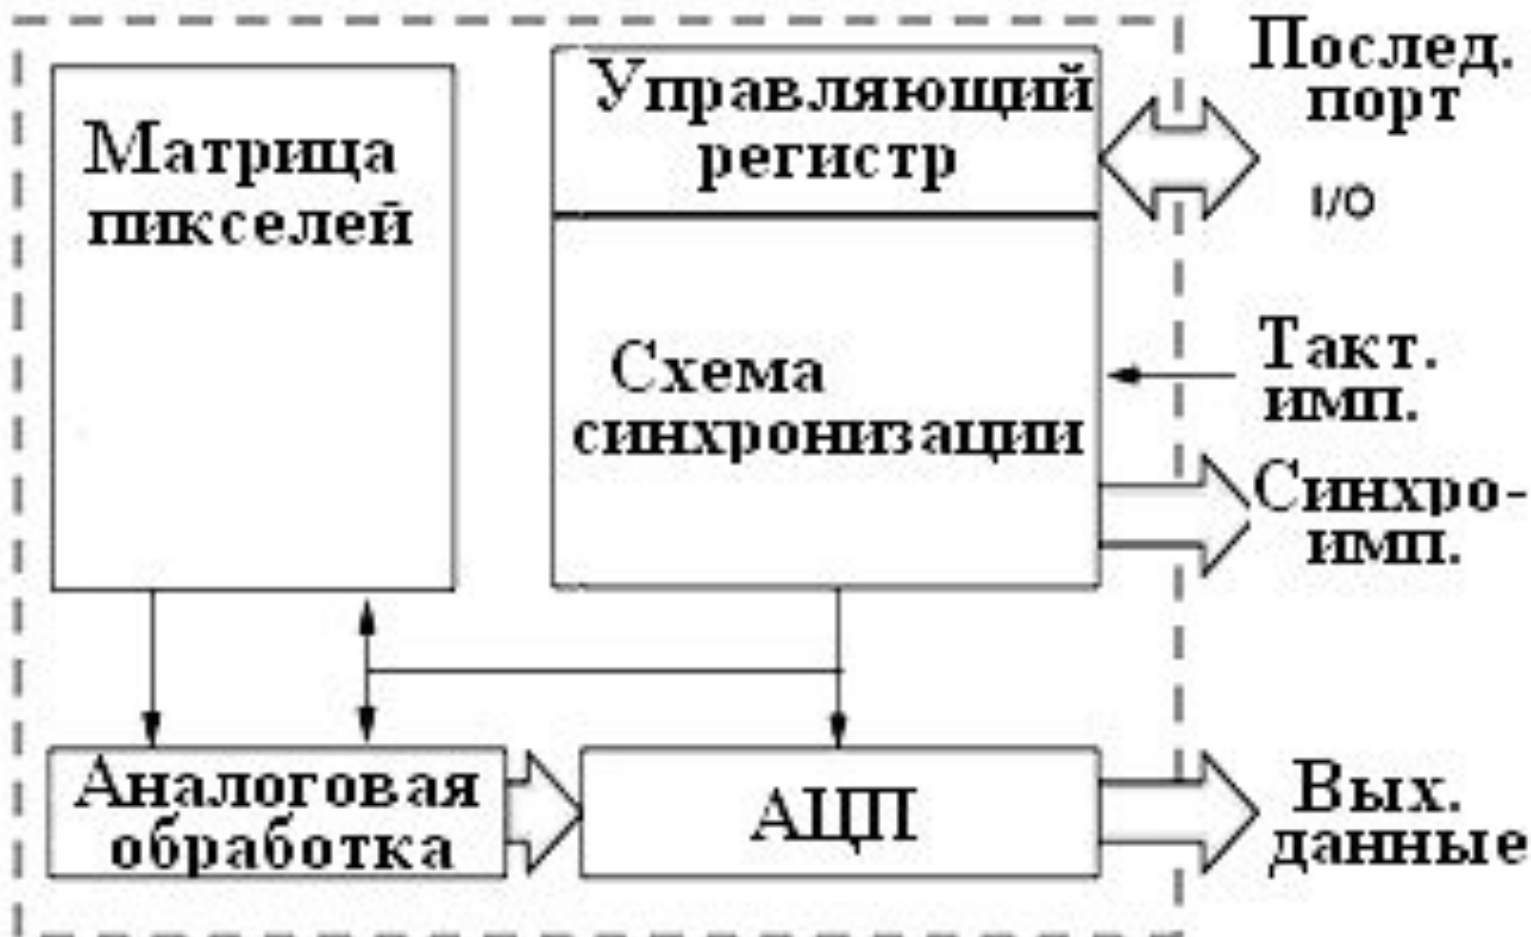 Матрица
пикселей
Управляющий
регистр
Послед.
порт
I/O
Схема
синхронизации
Такт.
имп.
Синхро-
имп.
Аналоговая
обработка
АЦП
Вых.
данные